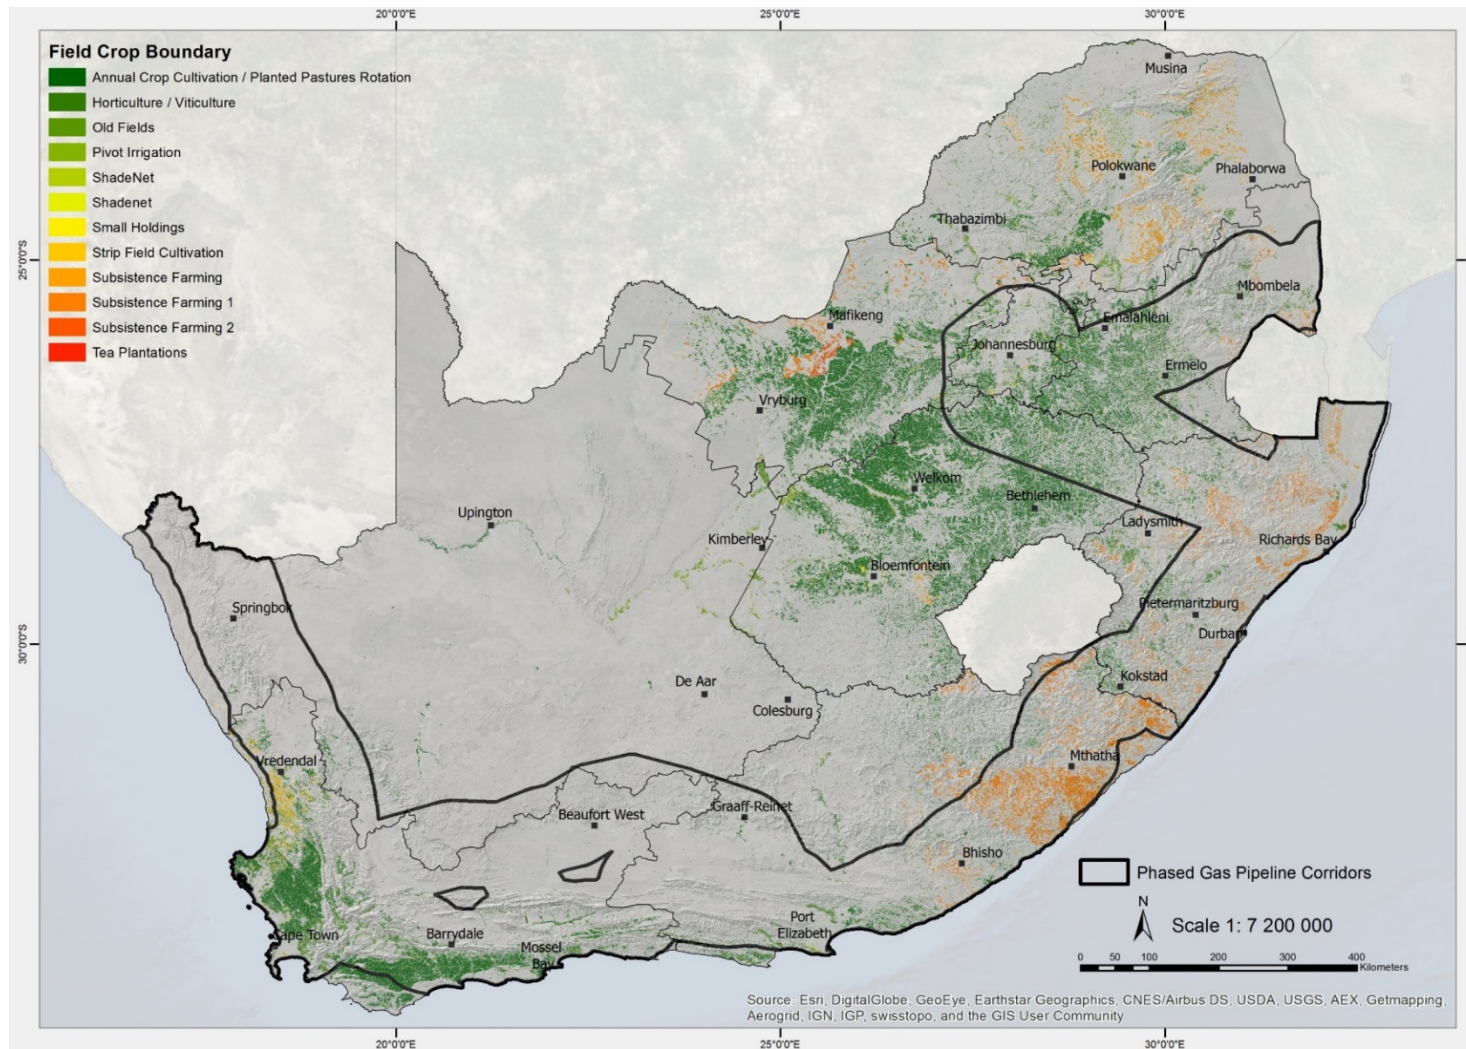 20°0'0"E 25°0'0"E 30°0'0"E
Field Crop Boundary
Annual Crop Cultivation / Planted Pastures Rotation
Horticulture / Viticulture
Old Fields
Pivot Irrigation
ShadeNet
Shadenet
Small Holdings
Strip Field Cultivation
Subsistence Farming
Subsistence Farming 1
Subsistence Farming 2
Tea Plantations
Musina
Polokwane
Phalaborwa
Thabazimbi
25°0'0"S
25°0'0"S
Mbombela
Mafikeng
Emalahleni
Johannesburg
Ermelo
Vryburg
Welkom
Bethlehem
Upington
Ladysmith
Kimberley
Richards Bay
Bloemfontein
Springbok
Pietermaritzburg
Durban
30°0'0"S
30°0'0"S
De Aar
Kokstad
Colesburg
Vredendal
Mthatha
Beaufort West
Graaff-Reinet
Bhisho
Phased Gas Pipeline Corridors
N
Scale 1: 7 200 000
Port
Elizabeth
Cape Town
Barrydale
Mossel
Bay
0 50 100 200 300 400
Kilometers
Source: Esri, DigitalGlobe, GeoEye, Earthstar Geographics, CNES/Airbus DS, USDA, USGS, AEX, Getmapping,
Aerogrid, IGN, IGP, swisstopo, and the GIS User Community
20°0'0"E 25°0'0"E 30°0'0"E